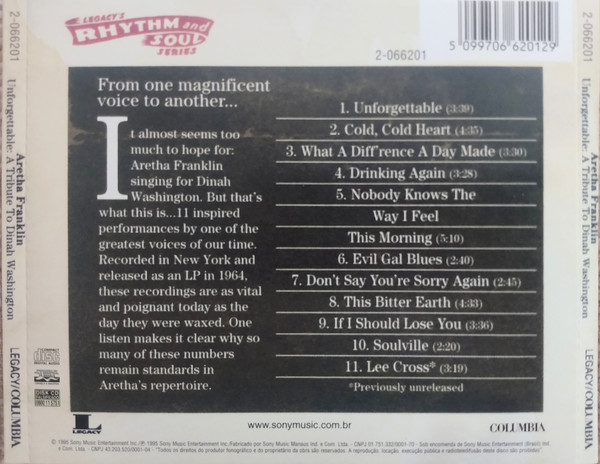 LEGACY'S
RHYTHM and
SOUL
SERIES
2-066201
5 099706 620129
2-066201
Unforgettable: A Tribute To Dinah Washington
Aretha Franklin
LEGACY/COLUMBIA
From one magnificent
voice to another...
It almost seems too
much to hope for:
Aretha Franklin
singing for Dinah
Washington. But that's
what this is...11 inspired
performances by one of the
greatest voices of our time.
Recorded in New York and
released as an LP in 1964,
these recordings are as vital
and poignant today as the
day they were waxed. One
listen makes it clear why so
many of these numbers
remain standards in
Aretha's repertoire.
1. Unforgettable (3:39)
2. Cold, Cold Heart (4:35)
3. What A Diff'rence A Day Made (3:30)
4. Drinking Again (3:28)
5. Nobody Knows The
Way I Feel
This Morning (5:10)
6. Evil Gal Blues (2:40)
7. Don't Say You're Sorry Again (2:45)
8. This Bitter Earth (4:33)
9. If I Should Lose You (3:36)
10. Soulville (2:20)
11. Lee Cross* (3:19)
*Previously unreleased
L
LEGACY
www.sonymusic.com.br
COLUMBIA
2-066201
Aretha Franklin
Unforgettable: A Tribute To Dinah Washington
LEGACY/COLUMBIA